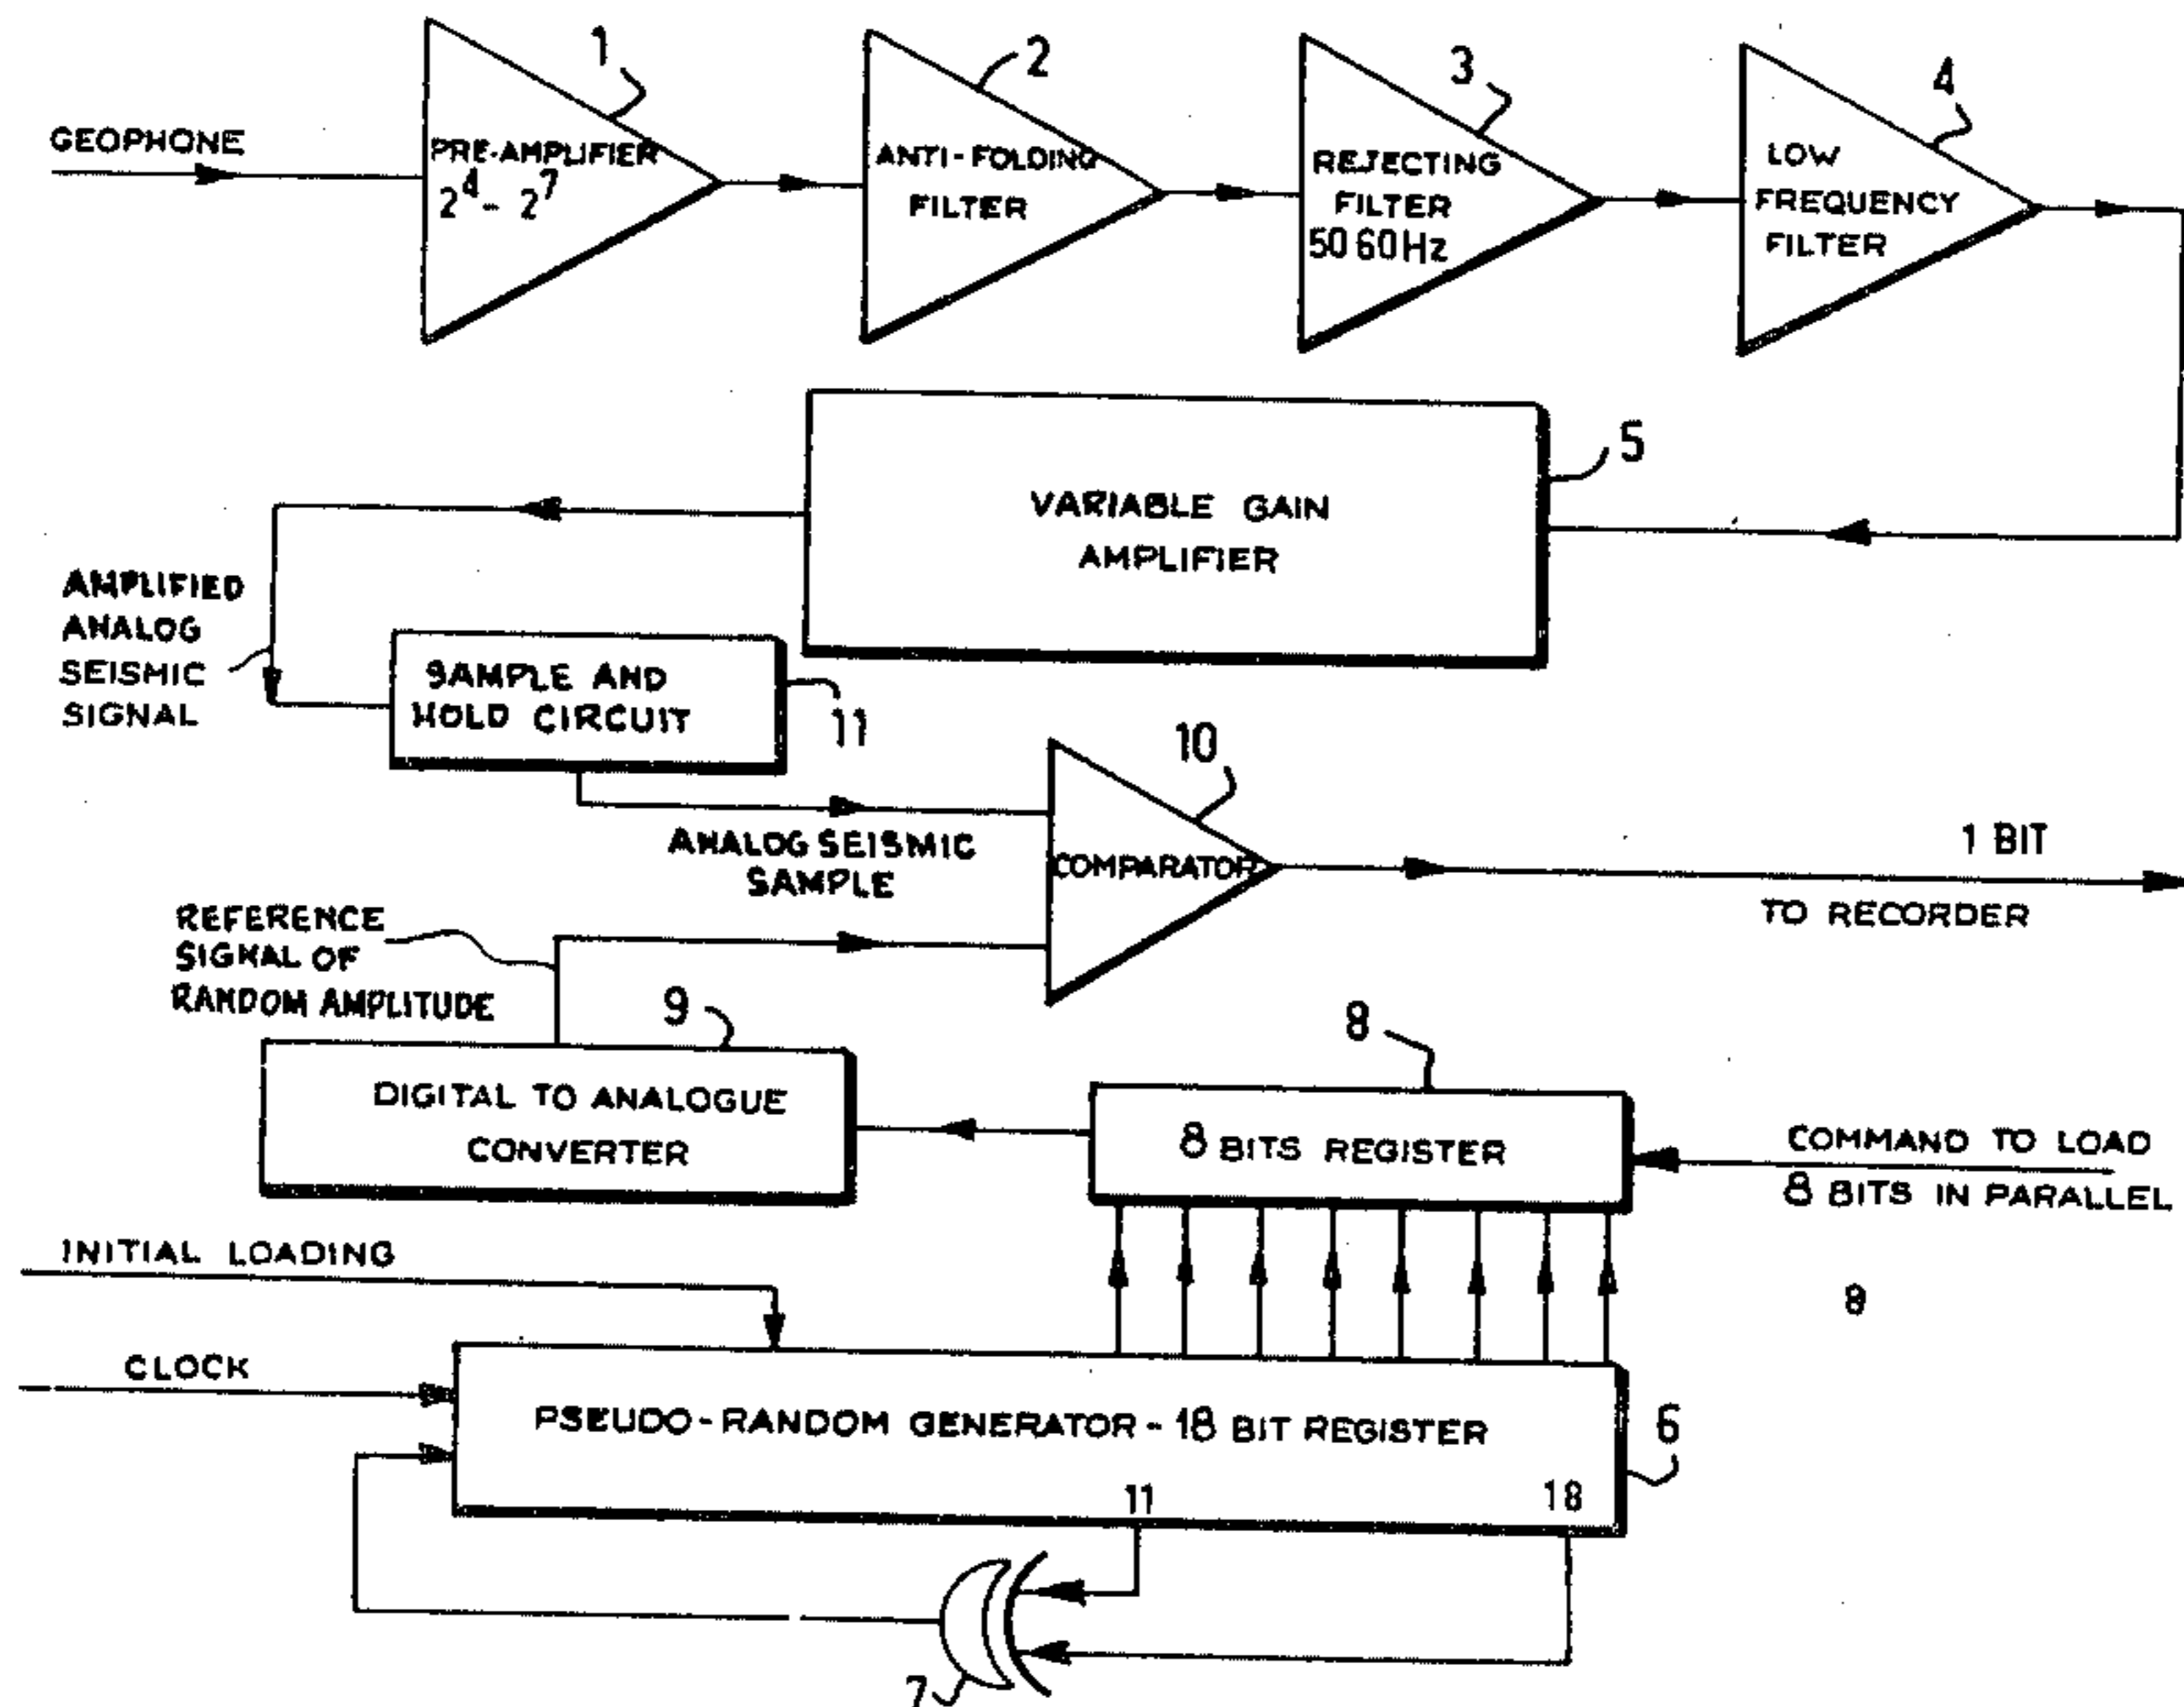 1
2
3
4
GEOPHONE
PRE-AMPLIFIER
2⁴ - 2⁷
ANTI-FOLDING
FILTER
REJECTING
FILTER
50 60Hz
LOW
FREQUENCY
FILTER
5
VARIABLE GAIN
AMPLIFIER
AMPLIFIED
ANALOG
SEISMIC
SIGNAL
SAMPLE AND
HOLD CIRCUIT
11
10
ANALOG SEISMIC
SAMPLE
COMPARATOR
1 BIT
TO RECORDER
REFERENCE
SIGNAL OF
RANDOM AMPLITUDE
9
8
DIGITAL TO ANALOGUE
CONVERTER
8 BITS REGISTER
COMMAND TO LOAD
8 BITS IN PARALLEL
INITIAL LOADING
8
CLOCK
PSEUDO-RANDOM GENERATOR - 18 BIT REGISTER
6
11
18
7